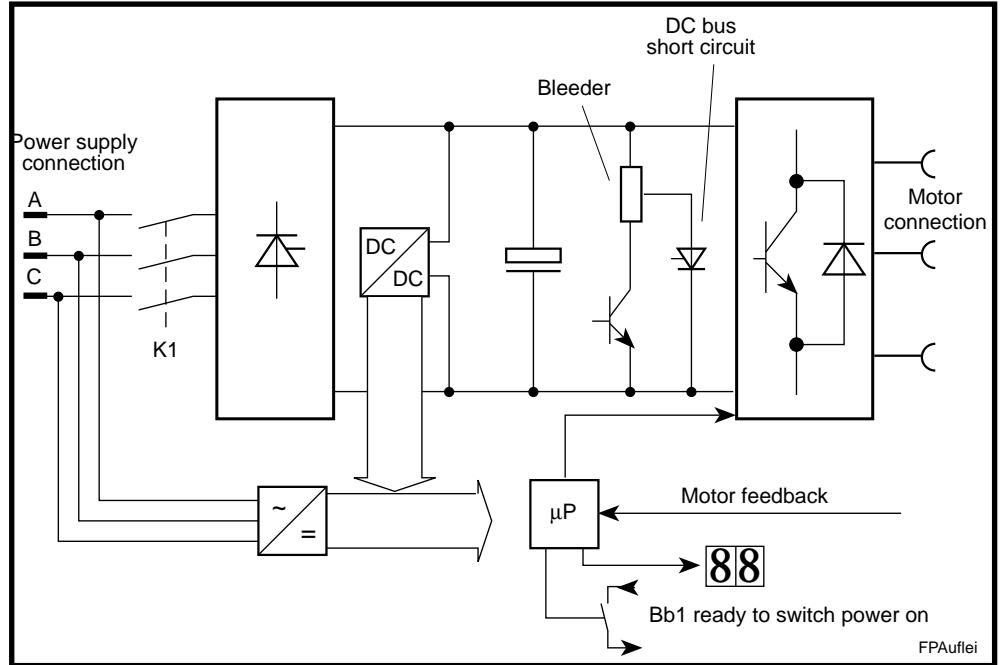 DC bus
short circuit
Bleeder
Power supply
connection
A
B
C
K1
DC
DC
Motor
connection
~
=
µP
Motor feedback
88
Bb1 ready to switch power on
FPAuflei